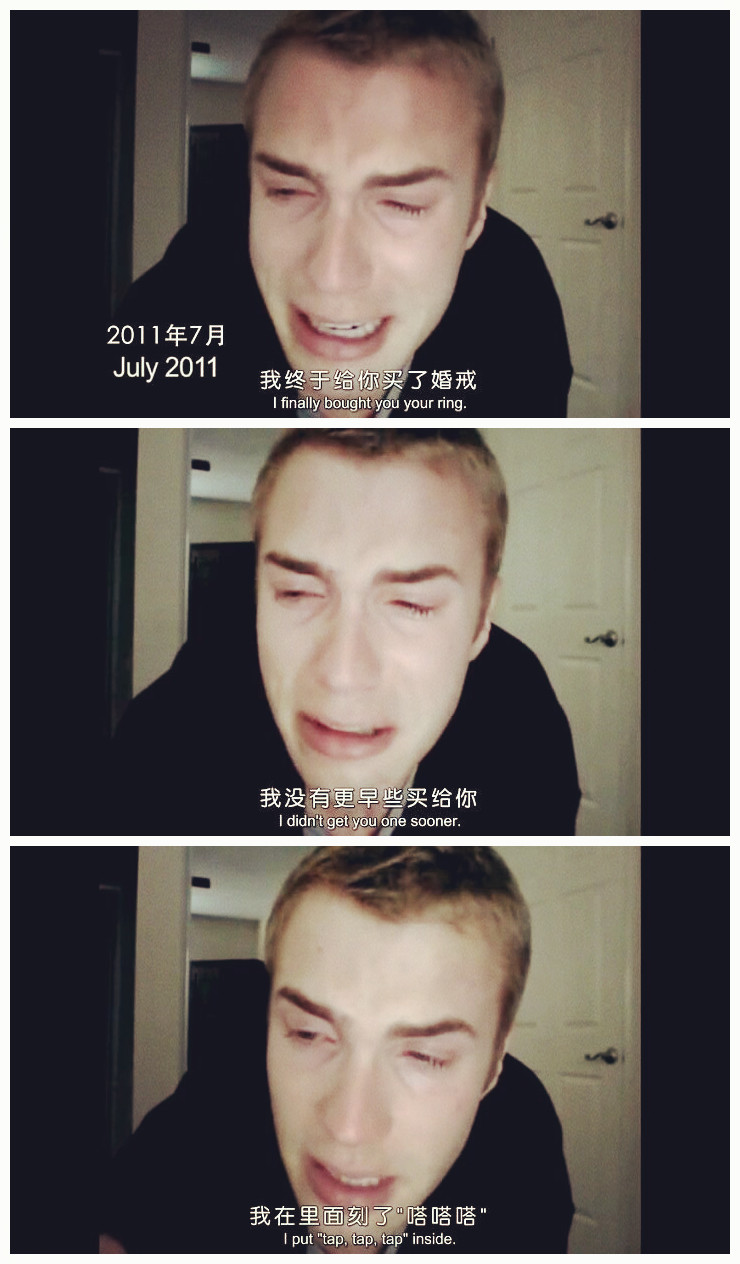 2011年7月
July 2011
我终于给你买了婚戒
I finally bought you your ring.
我没有更早些买给你
I didn't get you one sooner.
我在里面刻了"嗒嗒嗒"
I put "tap, tap, tap" inside.